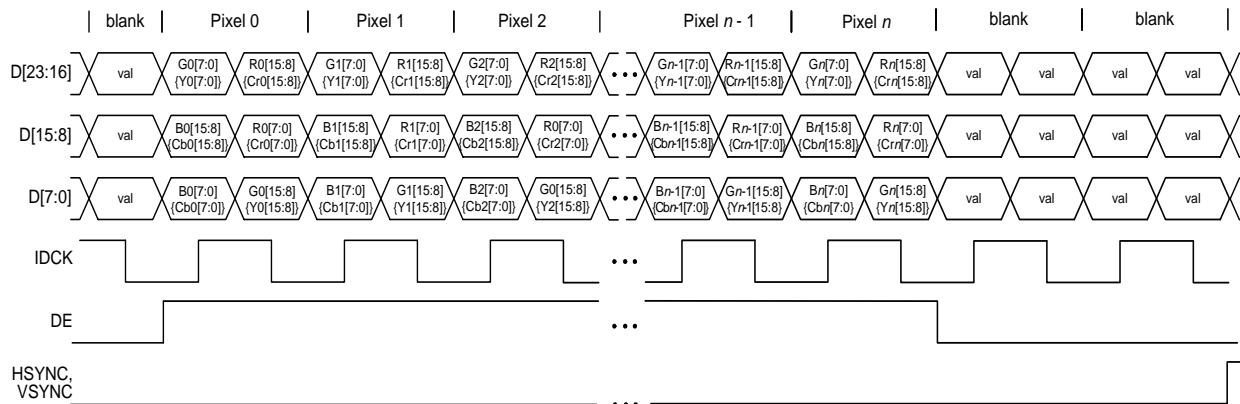 blank Pixel 0 Pixel 1 Pixel 2 Pixel n - 1 Pixel n blank blank
D[23:16] val G0[7:0] R0[15:8] G1[7:0] R1[15:8] G2[7:0] R2[15:8] Gn-1[7:0] Rn-1[15:8] Gn[7:0] Rn[15:8] val val val val
{Y0[7:0]} {Cr0[15:8]} {Y1[7:0]} {Cr1[15:8]} {Y2[7:0]} {Cr2[15:8]} {Yn-1[7:0]} {Crn-1[15:8]} {Yn[7:0]} {Crn[15:8]}
D[15:8] val B0[15:8] R0[7:0] B1[15:8] R1[7:0] B2[15:8] R0[7:0] Bn-1[15:8] Rn-1[7:0] Bn[15:8] Rn[7:0] val val val val
{Cb0[15:8]} {Cr0[7:0]} {Cb1[15:8]} {Cr1[7:0]} {Cb2[15:8]} {Cr2[7:0]} {Cbn-1[15:8]} {Crn-1[7:0]} {Cbn[15:8]} {Crn[7:0]}
D[7:0] val B0[7:0] G0[15:8] B1[7:0] G1[15:8] B2[7:0] G0[15:8] Bn-1[7:0] Gn-1[15:8] Bn[7:0] Gn[15:8] val val val val
{Cb0[7:0]} {Y0[15:8]} {Cb1[7:0]} {Y1[15:8]} {Cb2[7:0]} {Y2[15:8]} {Cbn-1[7:0]} {Yn-1[15:8} {Cbn[7:0} {Yn[15:8]}
IDCK
DE
HSYNC,
VSYNC